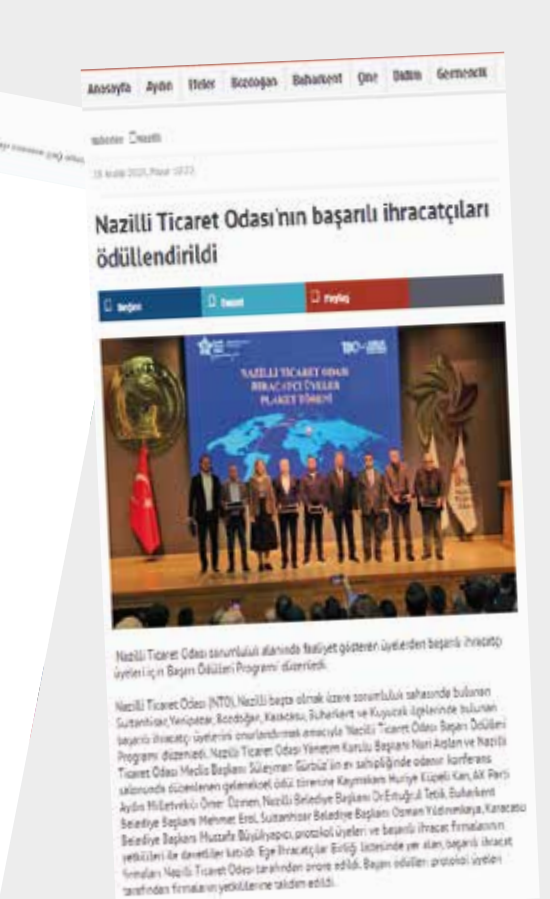 Anasayfa Aydın Efeler Bozdoğan Buharkent Çine Didim Germencik
Haberler Nazilli
Nazilli Ticaret Odası'nın başarılı ihracatçıları
ödüllendirildi
Beğen Tweet Paylaş
NAZILLI TICARET ODASI
IHRACATCI ÜYELER
PLAKET TÖRENI
Nazilli Ticaret Odası sorumluluk alanında faaliyet gösteren üyelerden başarılı ihracatçı
üyeleri için Başarı Ödülleri Programı düzenledi.
Nazilli Ticaret Odası (NTO), Nazilli başta olmak üzere sorumluluk sahasında bulunan
Sultanhisar, Yenipazar, Bozdoğan, Karacasu, Buharkent ve Kuyucak ilçelerinde bulunan
başarılı ihracatçı üyelerini onurlandırmak amacıyla 'Nazilli Ticaret Odası Başarı Ödülleri
Programı düzenledi. Nazilli Ticaret Odası Yönetim Kurulu Başkanı Nuri Arslan ve Nazilli
Ticaret Odası Meclis Başkanı Süleyman Gürbüz'ün ev sahipliğinde odanın konferans
salonunda düzenlenen geleneksel ödül törenine Kaymakam Huriye Küpeli Kan, AK Parti
Aydın Milletvekili Ömer Özmen, Nazilli Belediye Başkanı Dr Ertuğrul Tetik, Buharkent
Belediye Başkanı Mehmet Erol, Sultanhisar Belediye Başkanı Osman Yıldırımkaya, Karacasu
Belediye Başkanı Mustafa Büyükyapıcı, protokol üyeleri ve başarılı ihracat firmalarının
yetkilileri ile davetliler katıldı. Ege İhracatçılar Birliği listesinde yer alan, başarılı ihracat
firmaları Nazilli Ticaret Odası tarafından onore edildi. Başarı ödülleri protokol üyeleri
tarafından firmaların yetkililerine takdim edildi.